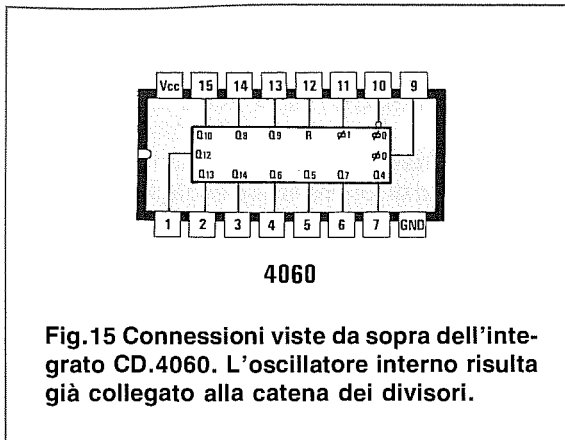 Vcc 15 14 13 12 11 10 9
Q10 Q8 Q9 R ø1 ø0
Q12 ø0
Q13 Q14 Q6 Q5 Q7 Q4
1 2 3 4 5 6 7 GND
4060
Fig.15 Connessioni viste da sopra dell'inte-
grato CD.4060. L'oscillatore interno risulta
già collegato alla catena dei divisori.